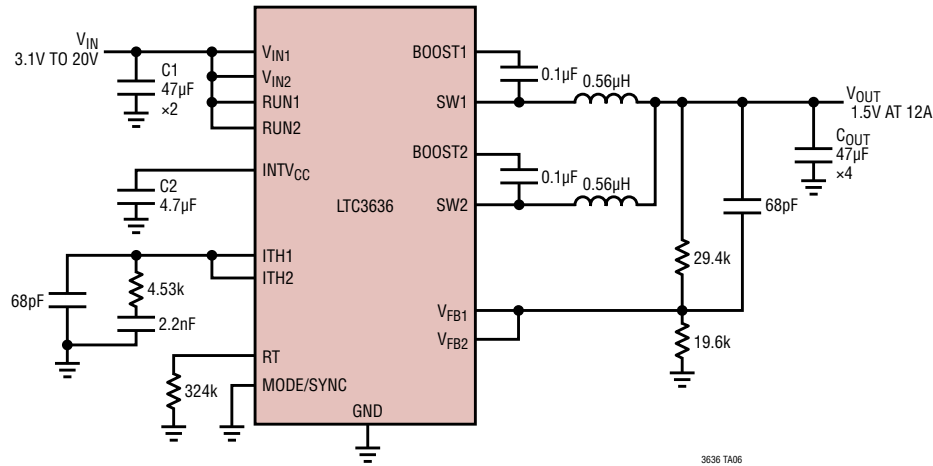 VIN
3.1V TO 20V
C1
47µF
×2
C2
4.7µF
68pF
4.53k
2.2nF
324k
VIN1
VIN2
RUN1
RUN2
INTVCC
ITH1
ITH2
RT
MODE/SYNC
LTC3636
GND
BOOST1
SW1
BOOST2
SW2
VFB1
VFB2
0.1µF
0.56µH
0.1µF
0.56µH
VOUT
1.5V AT 12A
COUT
47µF
×4
68pF
29.4k
19.6k
3636 TA06